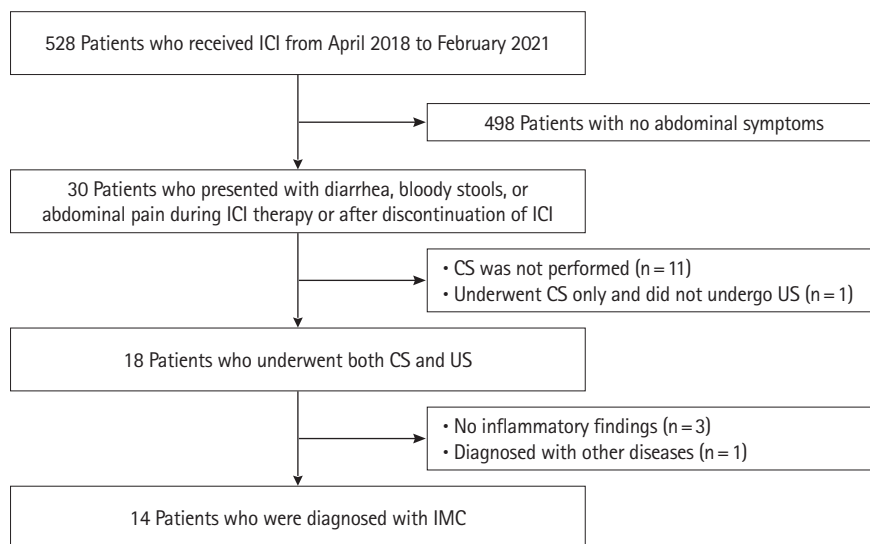 528 Patients who received ICI from April 2018 to February 2021
498 Patients with no abdominal symptoms
30 Patients who presented with diarrhea, bloody stools, or
abdominal pain during ICI therapy or after discontinuation of ICI
• CS was not performed (n = 11)
• Underwent CS only and did not undergo US (n = 1)
18 Patients who underwent both CS and US
• No inflammatory findings (n = 3)
• Diagnosed with other diseases (n = 1)
14 Patients who were diagnosed with IMC